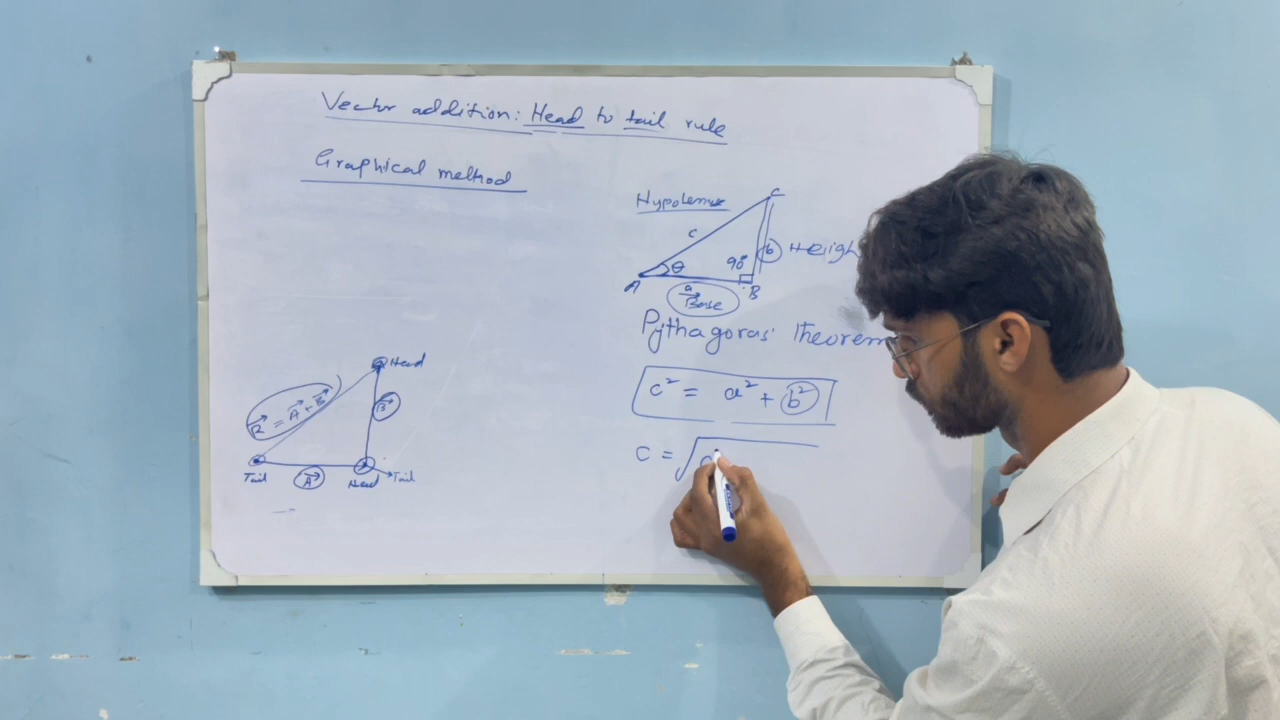 Vector addition: Head to tail rule
Graphical method
Hypotenuse
C
c
θ
90°
b
Heigh
A
a
Base
B
Pythagoras' theorem
c² = a² + b²
c = √a
Head
R⃗ = A⃗ + B⃗
B⃗
Tail
A⃗
Head
Tail